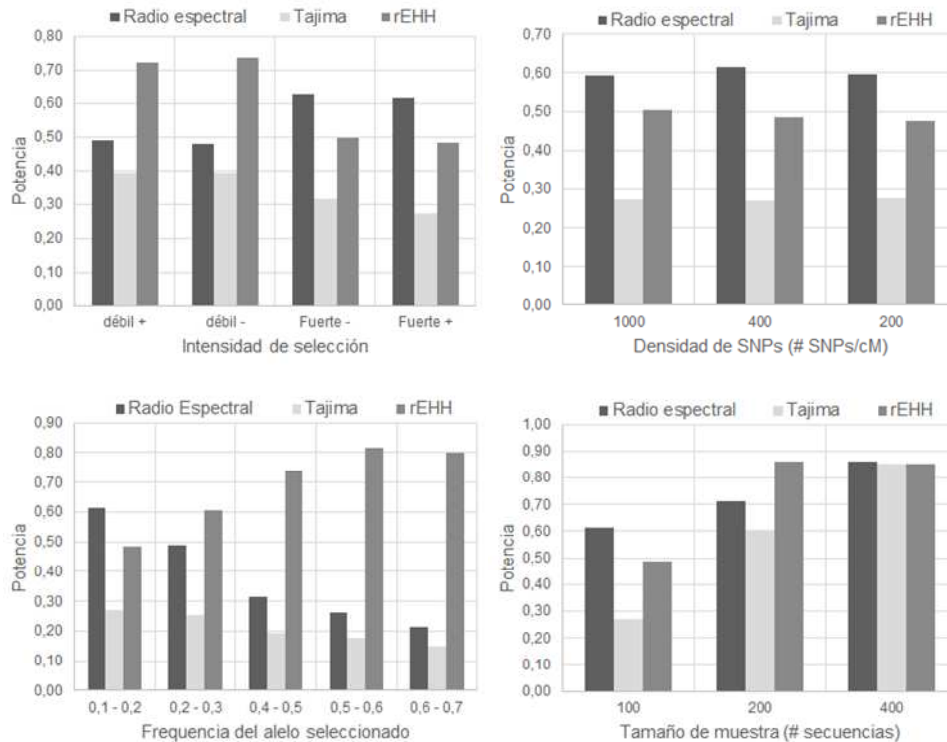 Radio espectral Tajima rEHH
0,80
0,70
0,60
0,50
0,40
0,30
0,20
0,10
0,00
Potencia
débil + débil - Fuerte - Fuerte +
Intensidad de selección
Radio espectral Tajima rEHH
0,70
0,60
0,50
0,40
0,30
0,20
0,10
0,00
Potencia
1000 400 200
Densidad de SNPs (# SNPs/cM)
Radio Espectral Tajima rEHH
0,90
0,80
0,70
0,60
0,50
0,40
0,30
0,20
0,10
0,00
Potencia
0,1 - 0,2 0,2 - 0,3 0,4 - 0,5 0,5 - 0,6 0,6 - 0,7
Frequencia del alelo seleccionado
Radio espectral Tajima rEHH
1,00
0,90
0,80
0,70
0,60
0,50
0,40
0,30
0,20
0,10
0,00
Potencia
100 200 400
Tamaño de muestra (# secuencias)